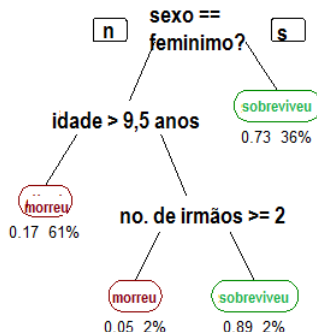 sexo ==
feminimo?
n
s
sobreviveu
0.73 36%
idade > 9,5 anos
morreu
0.17 61%
no. de irmãos >= 2
morreu
0.05 2%
sobreviveu
0.89 2%